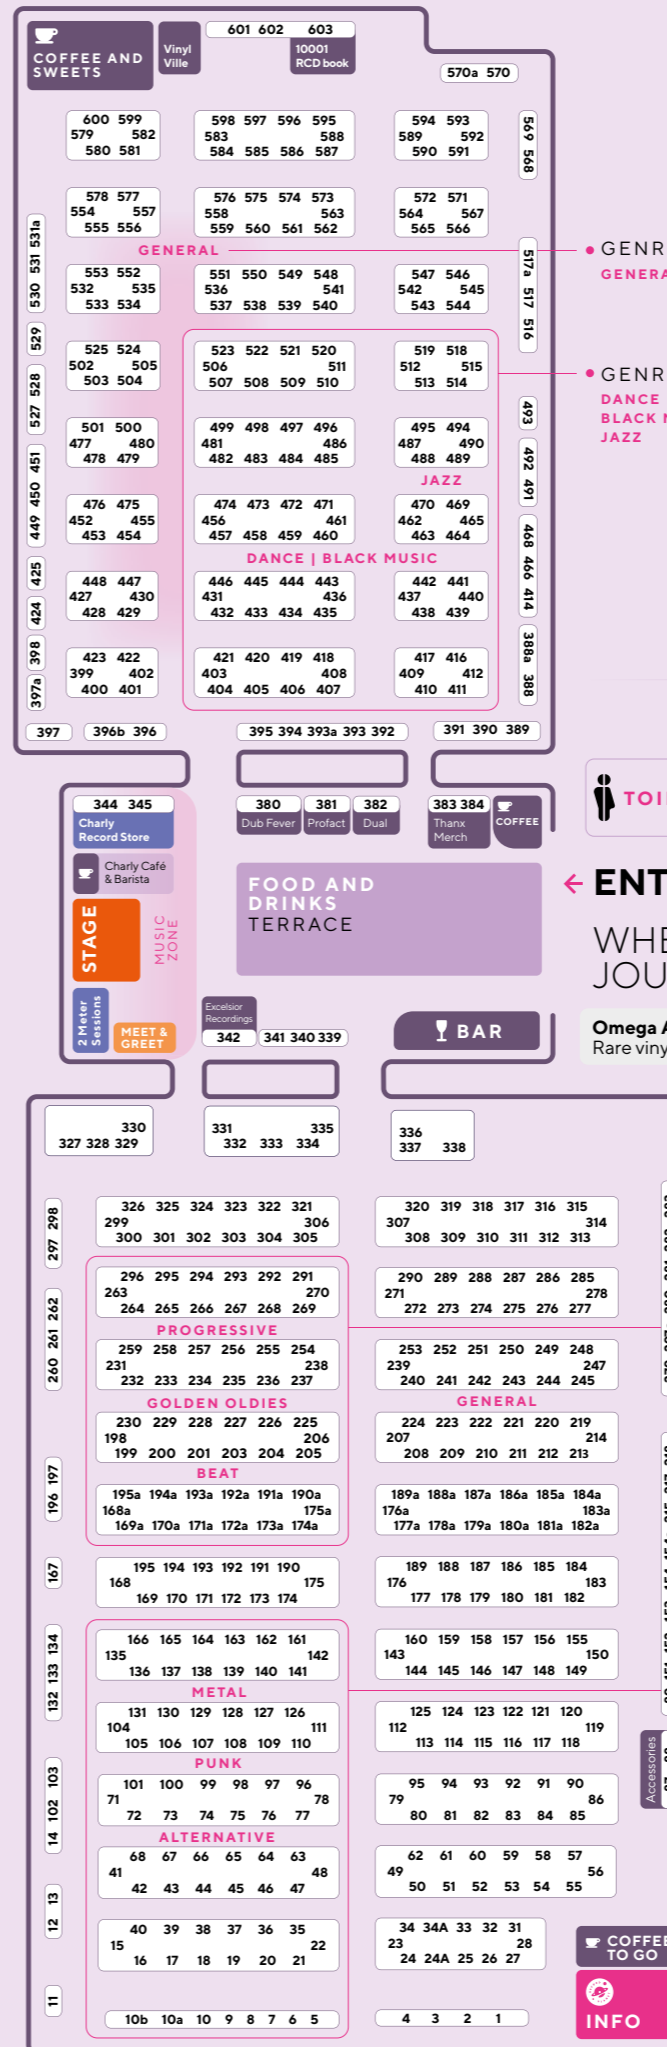 COFFEE AND
SWEETS
Vinyl
Ville
601 602 603
10001
RCD book
570a 570
600 599
579 582
580 581
598 597 596 595
583 588
584 585 586 587
594 593
589 592
590 591
569 568
578 577
554 557
555 556
576 575 574 573
558 563
559 560 561 562
572 571
564 567
565 566
530 531 531a
GENERAL
517a 517 516
GENR
GENERA
553 552
532 535
533 534
551 550 549 548
536 541
537 538 539 540
547 546
542 545
543 544
529
525 524
502 505
503 504
523 522 521 520
506 511
507 508 509 510
519 518
512 515
513 514
GENR
DANCE
BLACK M
JAZZ
527 528
493
501 500
477 480
478 479
499 498 497 496
481 486
482 483 484 485
495 494
487 490
488 489
492 491
449 450 451
JAZZ
476 475
452 455
453 454
474 473 472 471
456 461
457 458 459 460
470 469
462 465
463 464
468 466 414
DANCE | BLACK MUSIC
425
424
448 447
427 430
428 429
446 445 444 443
431 436
432 433 434 435
442 441
437 440
438 439
398
397a
423 422
399 402
400 401
421 420 419 418
403 408
404 405 406 407
417 416
409 412
410 411
388a 388
397
396b 396
395 394 393a 393 392
391 390 389
344 345
Charly
Record Store
380
Dub Fever
381
Profact
382
Dual
383 384
Thanx
Merch
COFFEE
TOI
Charly Café
& Barista
STAGE
MUSIC
ZONE
FOOD AND
DRINKS
TERRACE
ENT
WHE
JOU
2 Meter
Sessions
MEET &
GREET
Excelsior
Recordings
342
341 340 339
BAR
Omega A
Rare viny
330
327 328 329
331 335
332 333 334
336
337 338
297 298
326 325 324 323 322 321
299 306
300 301 302 303 304 305
320 319 318 317 316 315
307 314
308 309 310 311 312 313
260 261 262
296 295 294 293 292 291
263 270
264 265 266 267 268 269
290 289 288 287 286 285
271 278
272 273 274 275 276 277
PROGRESSIVE
259 258 257 256 255 254
231 238
232 233 234 235 236 237
253 252 251 250 249 248
239 247
240 241 242 243 244 245
GOLDEN OLDIES
GENERAL
230 229 228 227 226 225
198 206
199 200 201 203 204 205
224 223 222 221 220 219
207 214
208 209 210 211 212 213
196 197
BEAT
195a 194a 193a 192a 191a 190a
168a 175a
169a 170a 171a 172a 173a 174a
189a 188a 187a 186a 185a 184a
176a 183a
177a 178a 179a 180a 181a 182a
167
195 194 193 192 191 190
168 175
169 170 171 172 173 174
189 188 187 186 185 184
176 183
177 178 179 180 181 182
132 133 134
166 165 164 163 162 161
135 142
136 137 138 139 140 141
160 159 158 157 156 155
143 150
144 145 146 147 148 149
METAL
131 130 129 128 127 126
104 111
105 106 107 108 109 110
125 124 123 122 121 120
112 119
113 114 115 116 117 118
Accessories
PUNK
14 102 103
101 100 99 98 97 96
71 78
72 73 74 75 76 77
95 94 93 92 91 90
79 86
80 81 82 83 84 85
ALTERNATIVE
12 13
68 67 66 65 64 63
41 48
42 43 44 45 46 47
62 61 60 59 58 57
49 56
50 51 52 53 54 55
40 39 38 37 36 35
15 22
16 17 18 19 20 21
34 34A 33 32 31
23 28
24 24A 25 26 27
COFFEE
TO GO
11
10b 10a 10 9 8 7 6 5
4 3 2 1
INFO